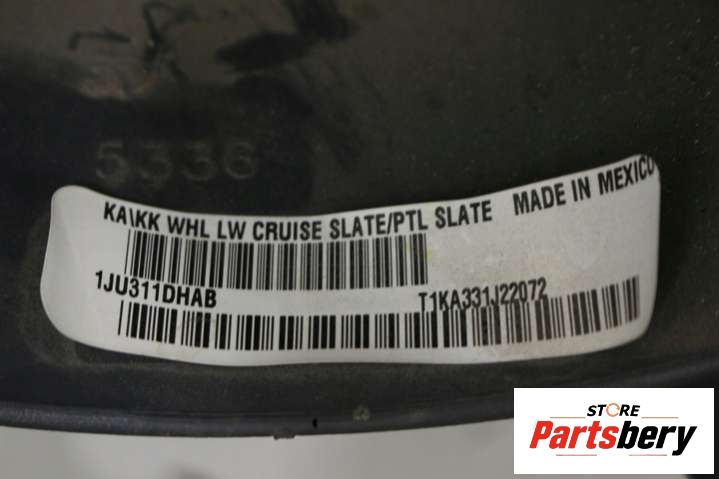 5336
KA\KK WHL LW CRUISE SLATE/PTL SLATE MADE IN MEXICO
1JU311DHAB T1KA331J22072
STORE
Partsbery